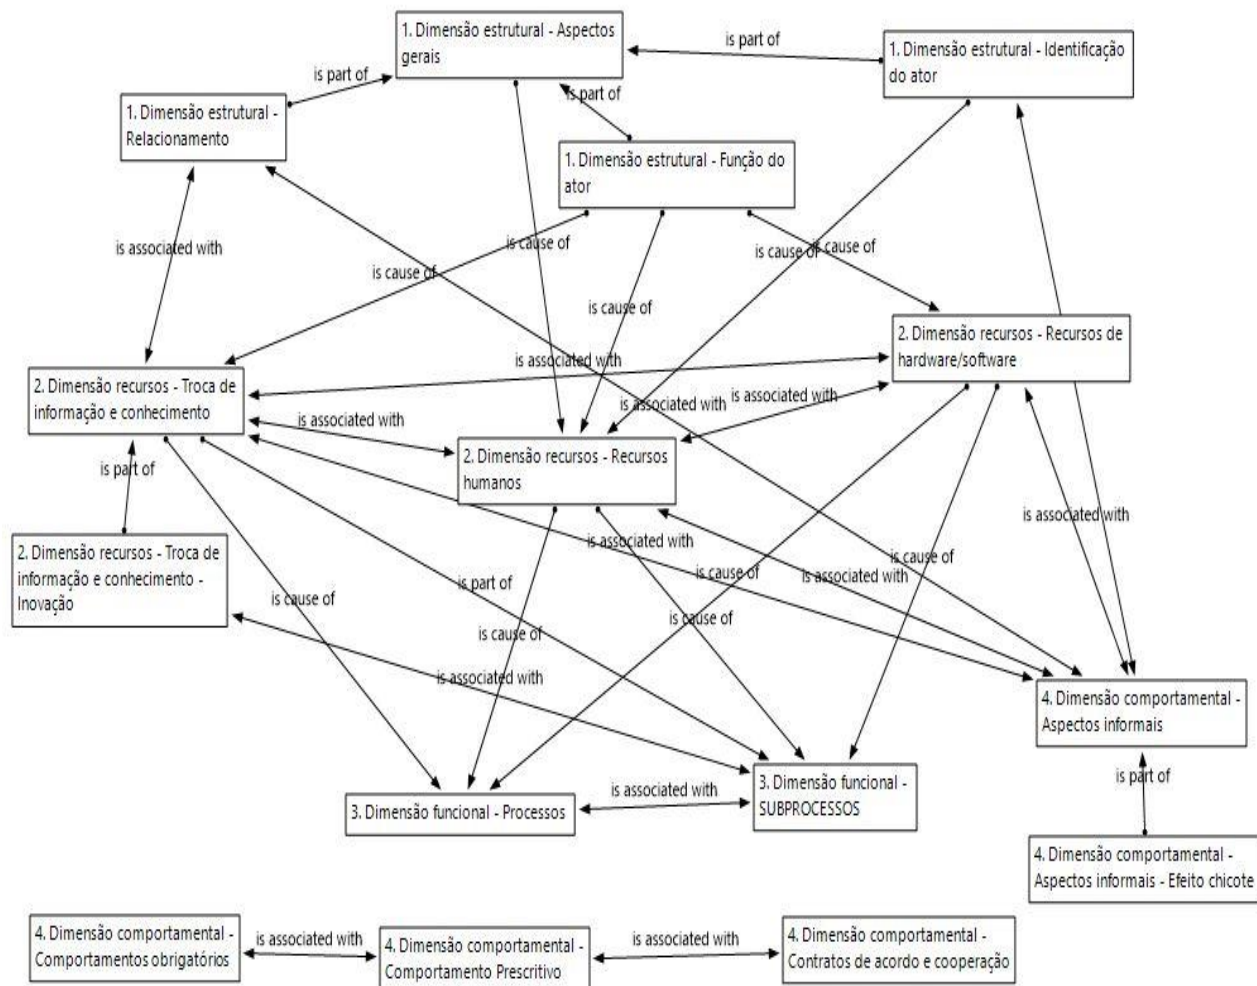 1. Dimensão estrutural - Aspectos
gerais
is part of
1. Dimensão estrutural - Identificação
do ator
is part of
is part of
1. Dimensão estrutural -
Relacionamento
1. Dimensão estrutural - Função do
ator
is associated with
is cause of
is cause of
is cause of
is cause of
is cause of
2. Dimensão recursos - Recursos de
hardware/software
is associated with
2. Dimensão recursos - Troca de
informação e conhecimento
is associated with
is associated with
is associated with
2. Dimensão recursos - Recursos
humanos
is part of
is associated with
is associated with
2. Dimensão recursos - Troca de
informação e conhecimento -
Inovação
is cause of
is cause of
is associated with
is part of
is cause of
is cause of
is cause of
is associated with
4. Dimensão comportamental -
Aspectos informais
is part of
3. Dimensão funcional -
SUBPROCESSOS
is associated with
3. Dimensão funcional - Processos
4. Dimensão comportamental -
Aspectos informais - Efeito chicote
4. Dimensão comportamental -
Comportamentos obrigatórios
is associated with
4. Dimensão comportamental -
Comportamento Prescritivo
is associated with
4. Dimensão comportamental -
Contratos de acordo e cooperação